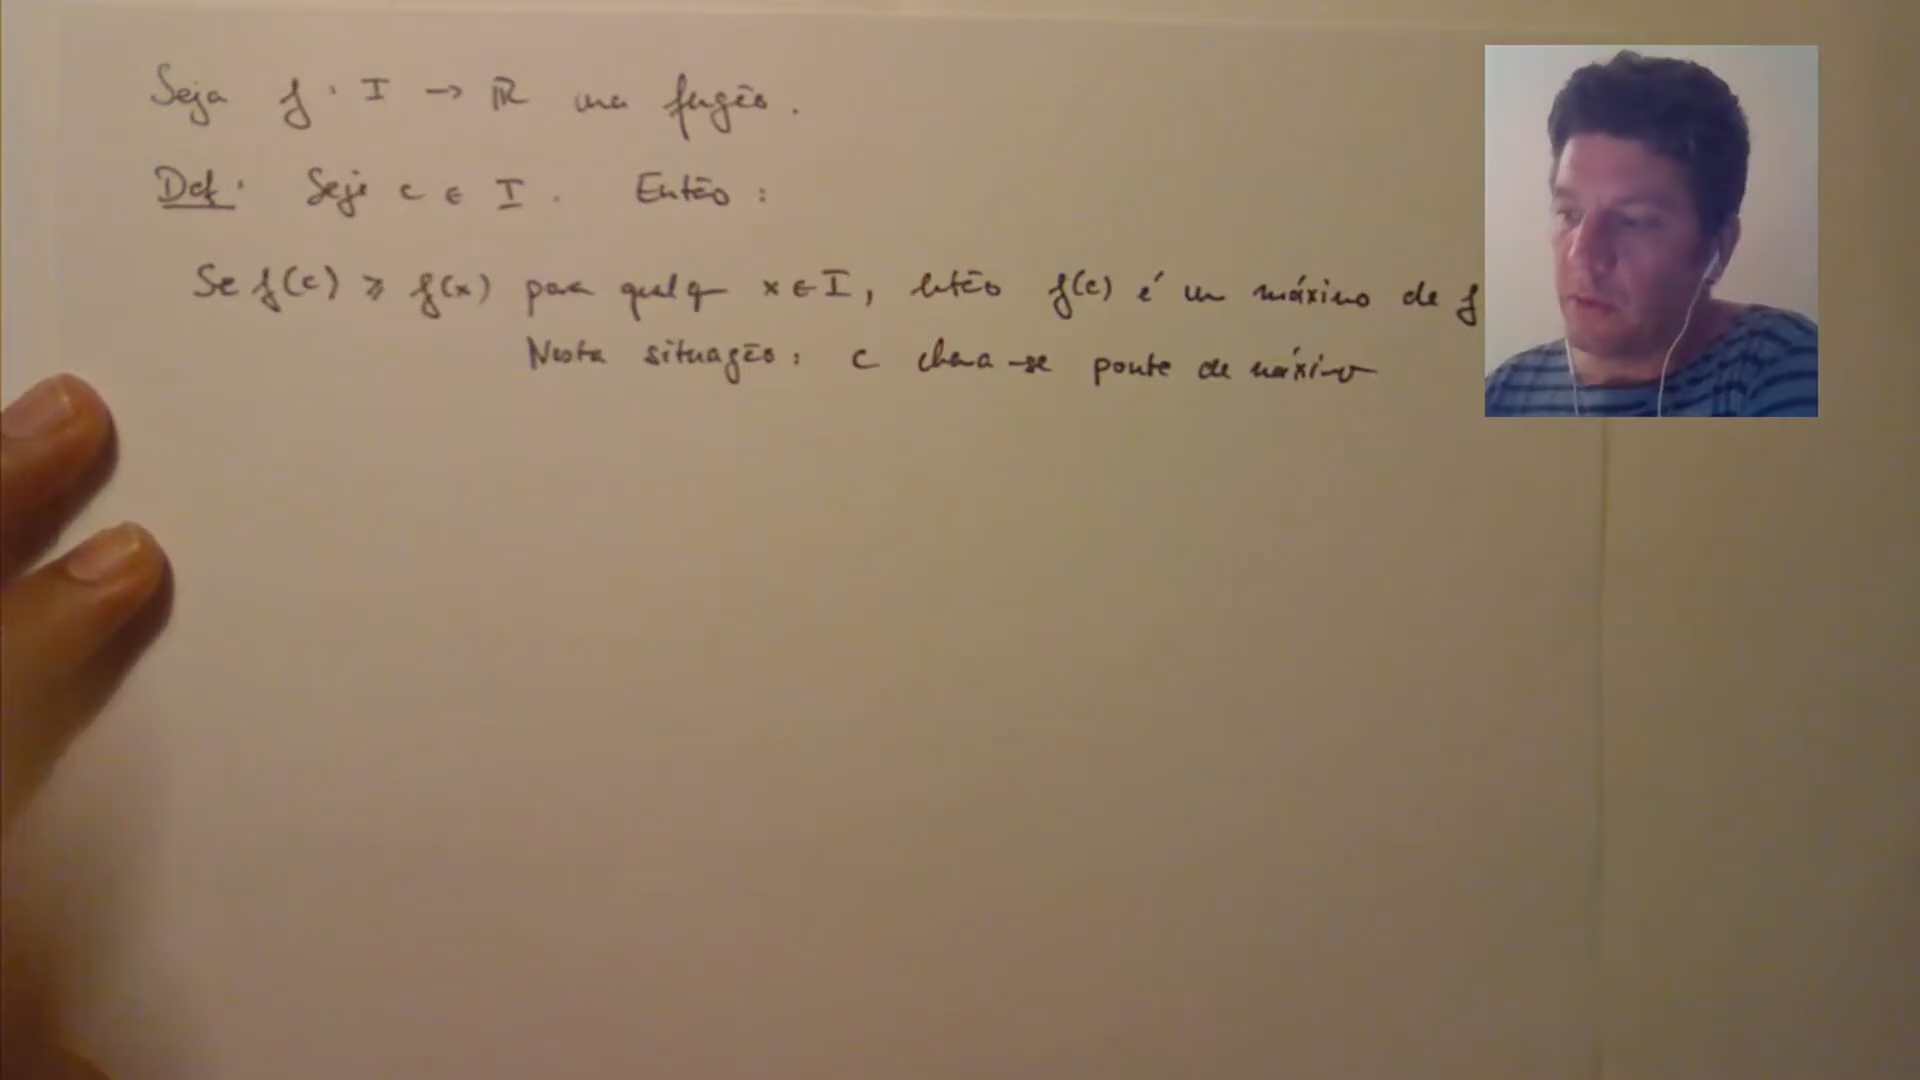 Seja f : I → ℝ uma função.
Def: Seja c ∈ I. Então:
Se f(c) ⩾ f(x) para qualq x ∈ I, então f(c) é um máximo de f
Nesta situação: c chama-se ponto de máximo